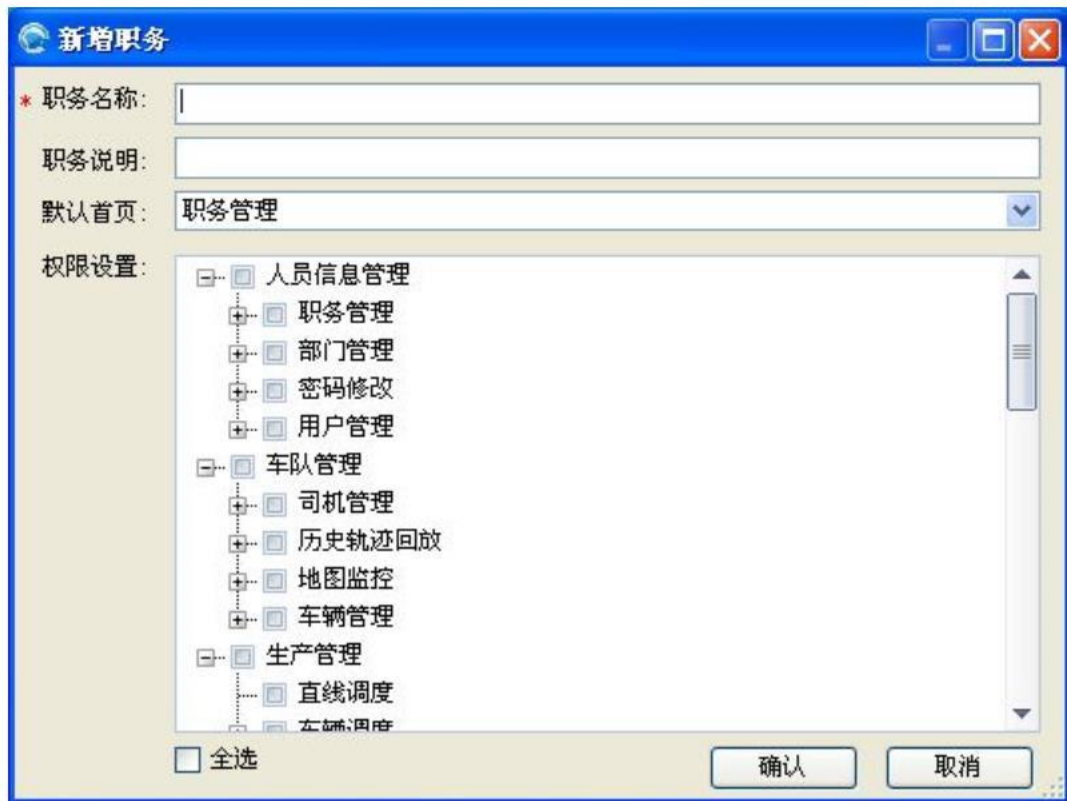 新增职务
* 职务名称:
职务说明:
默认首页: 职务管理
权限设置:
人员信息管理
职务管理
部门管理
密码修改
用户管理
车队管理
司机管理
历史轨迹回放
地图监控
车辆管理
生产管理
直线调度
车辆调度
全选 确认 取消